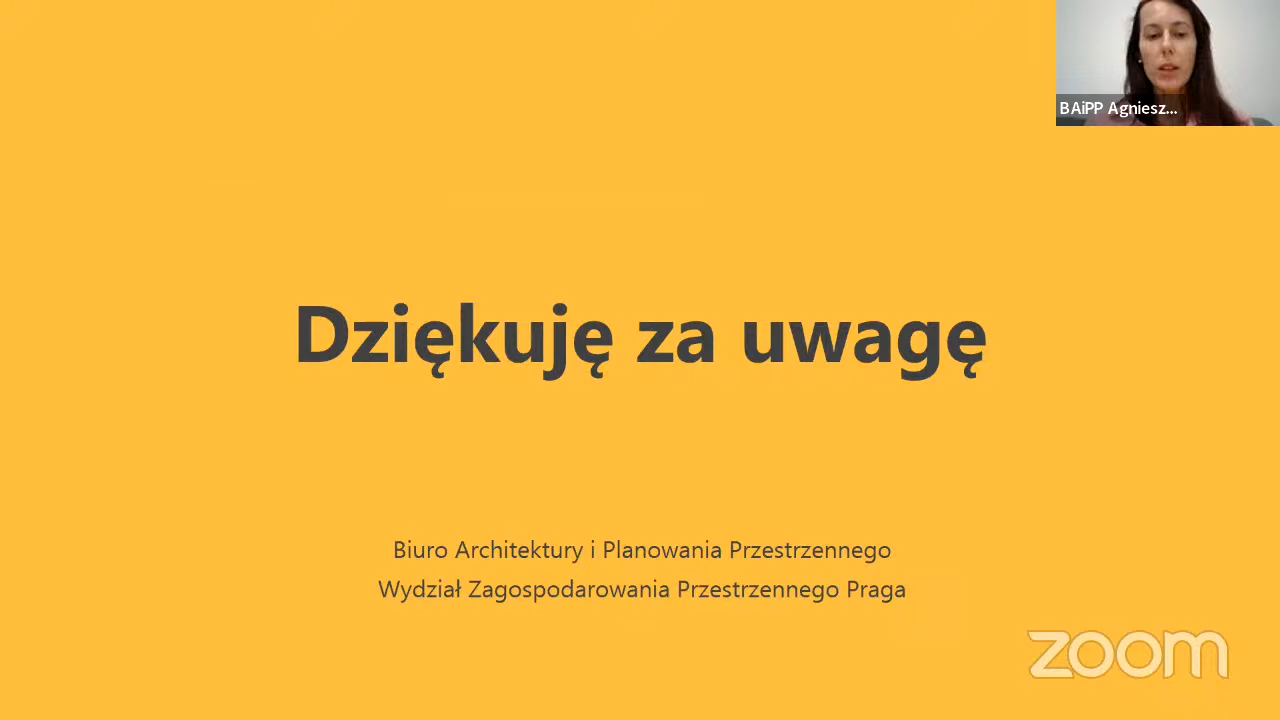 BAiPP Agniesz...
Dziękuję za uwagę
Biuro Architektury i Planowania Przestrzennego
Wydział Zagospodarowania Przestrzennego Praga
zoom